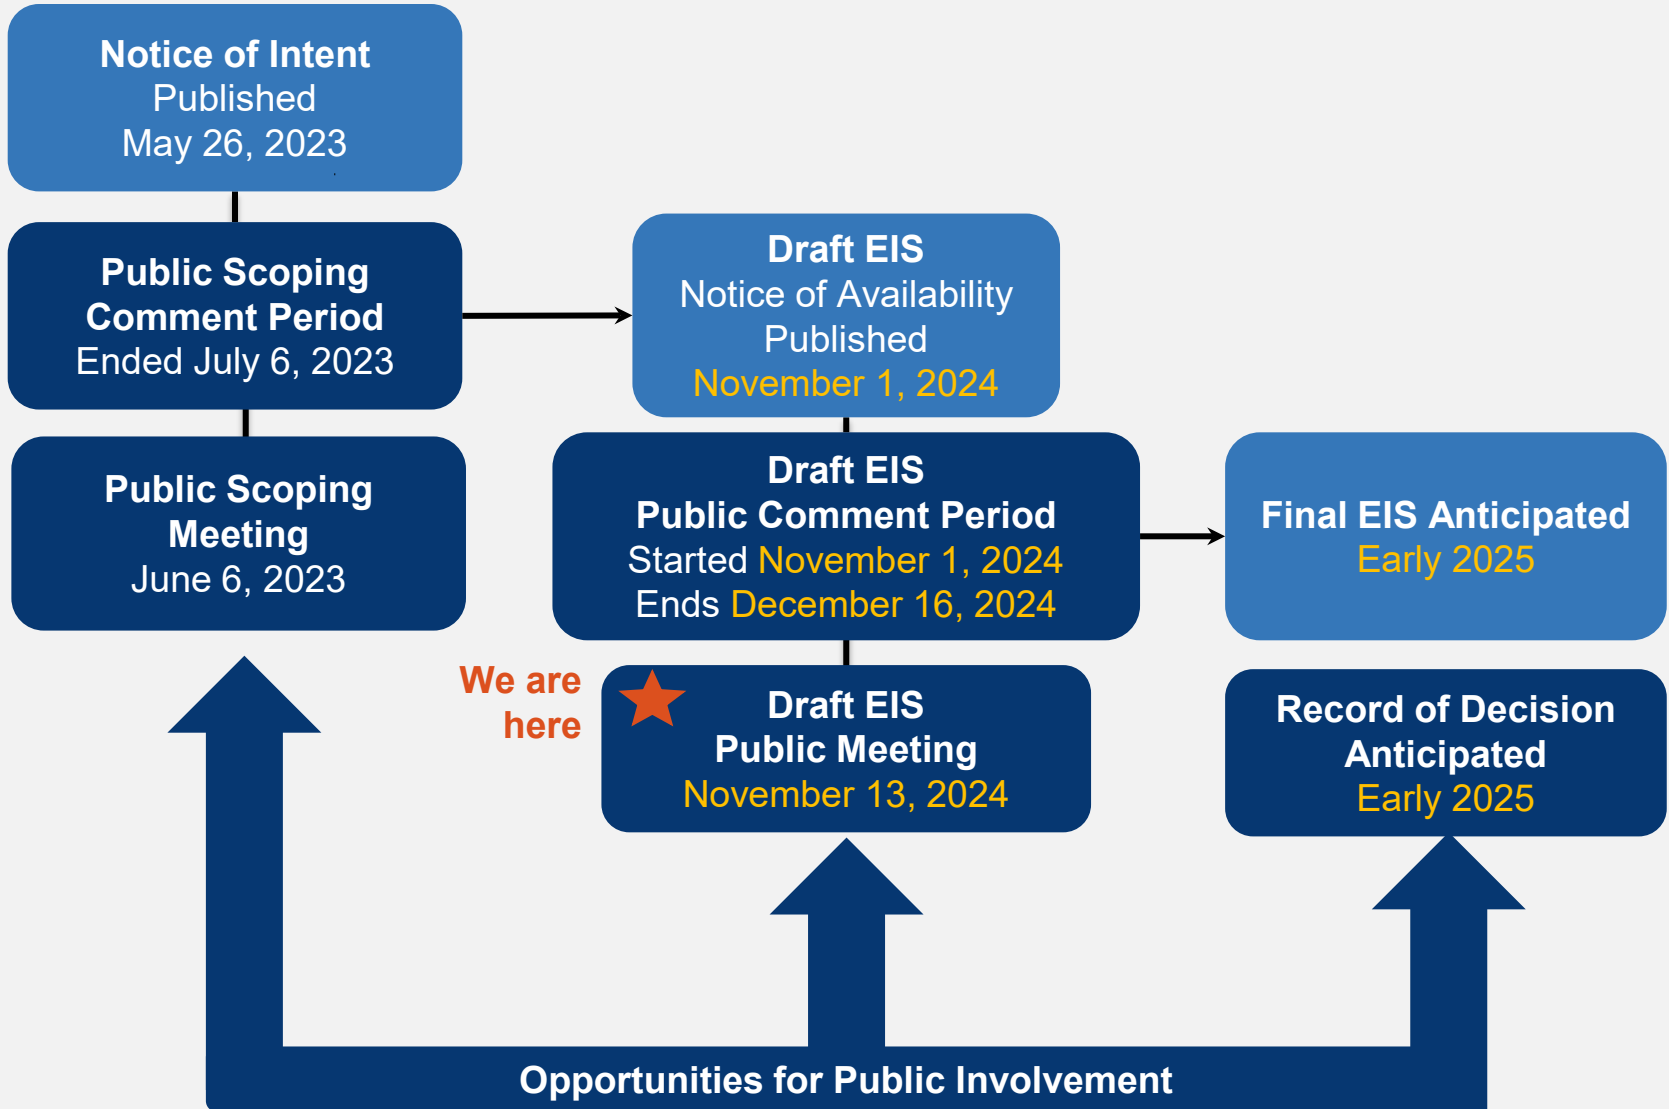 Notice of Intent
Published
May 26, 2023
Public Scoping
Comment Period
Ended July 6, 2023
Public Scoping
Meeting
June 6, 2023
Draft EIS
Notice of Availability
Published
November 1, 2024
Draft EIS
Public Comment Period
Started November 1, 2024
Ends December 16, 2024
We are
here
Draft EIS
Public Meeting
November 13, 2024
Final EIS Anticipated
Early 2025
Record of Decision
Anticipated
Early 2025
Opportunities for Public Involvement